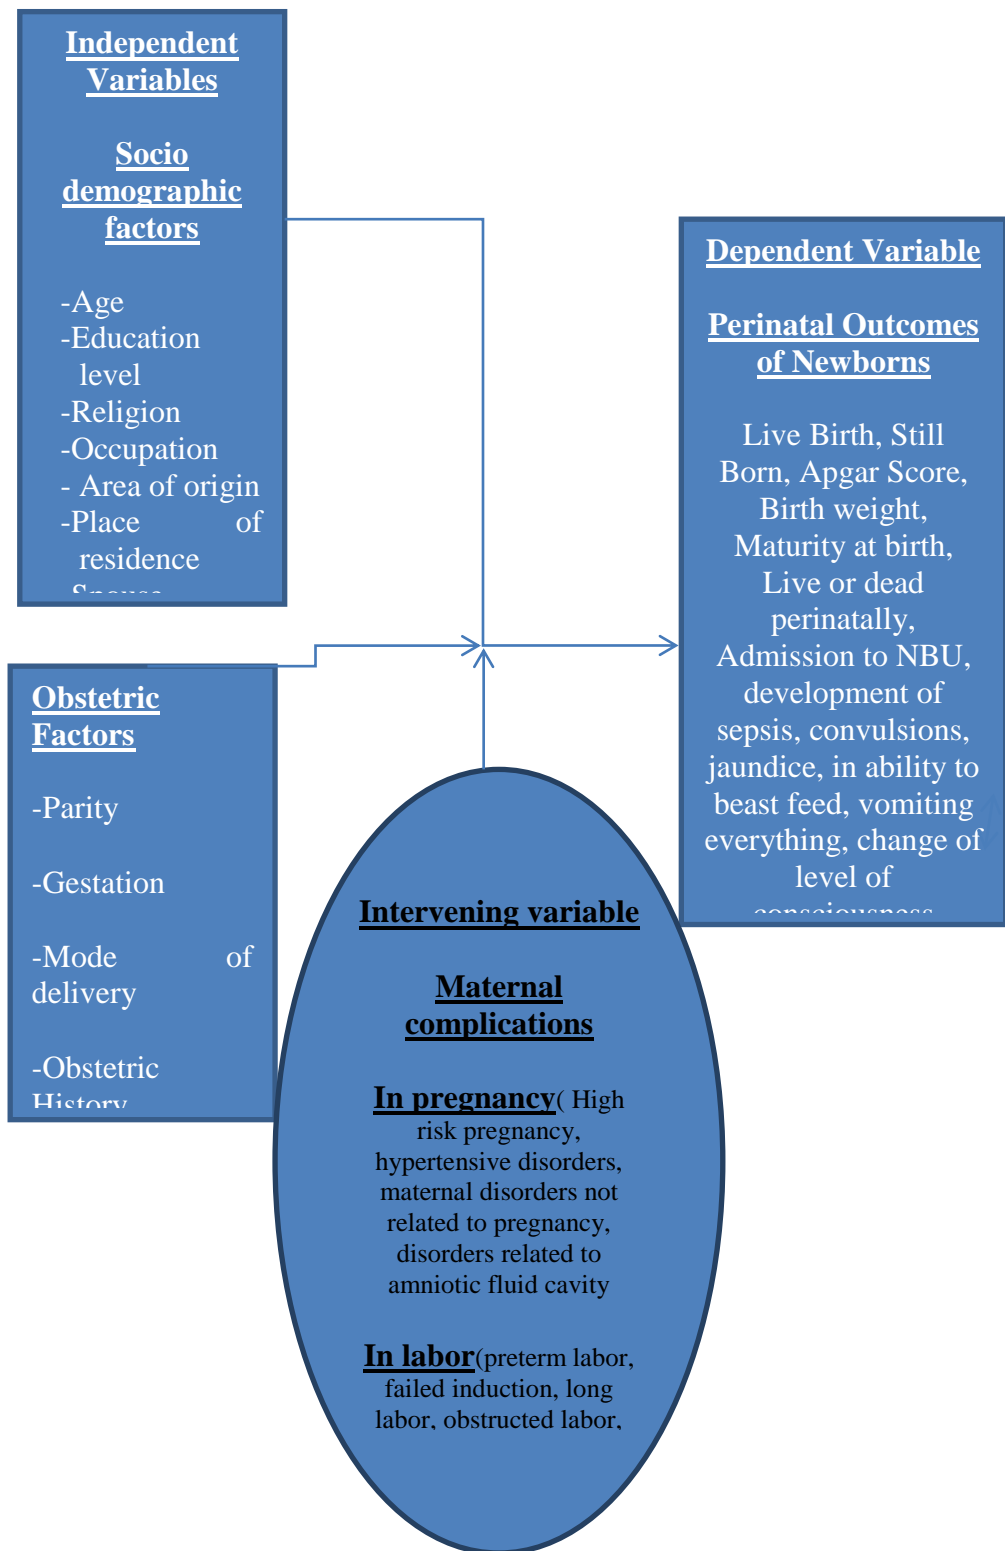 Independent
Variables
Socio
demographic
factors
-Age
-Education
level
-Religion
-Occupation
- Area of origin
-Place of
residence
Obstetric
Factors
-Parity
-Gestation
-Mode of
delivery
-Obstetric
History
Intervening variable
Maternal
complications
In pregnancy( High
risk pregnancy,
hypertensive disorders,
maternal disorders not
related to pregnancy,
disorders related to
amniotic fluid cavity
In labor(preterm labor,
failed induction, long
labor, obstructed labor,
Dependent Variable
Perinatal Outcomes
of Newborns
Live Birth, Still
Born, Apgar Score,
Birth weight,
Maturity at birth,
Live or dead
perinatally,
Admission to NBU,
development of
sepsis, convulsions,
jaundice, in ability to
beast feed, vomiting
everything, change of
level of
consciousness